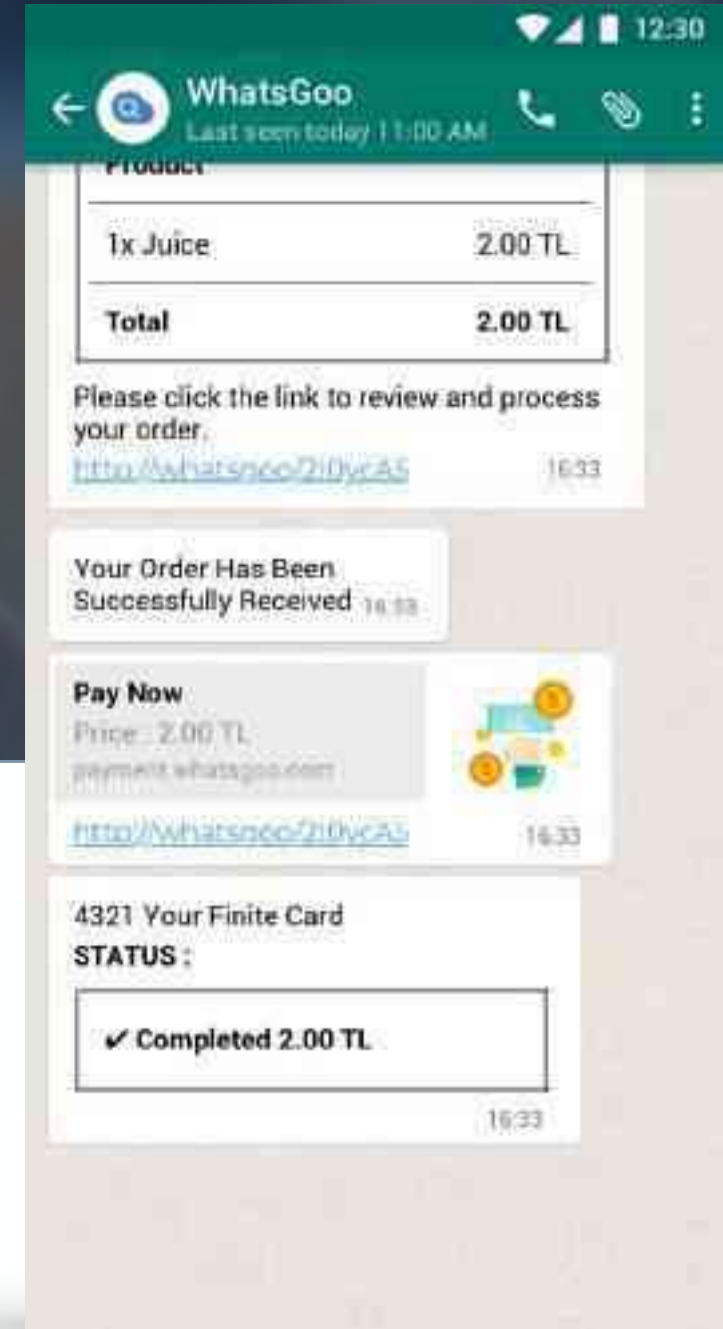 12:30
WhatsGoo
Last seen today 11:00 AM
Product
1x Juice 2.00 TL
Total 2.00 TL
Please click the link to review and process
your order.
16:33
Your Order Has Been
Successfully Received 16:33
Pay Now
Price : 2.00 TL
payment.whatsgoo.com
16:33
4321 Your Finite Card
STATUS :
✔ Completed 2.00 TL
16:33